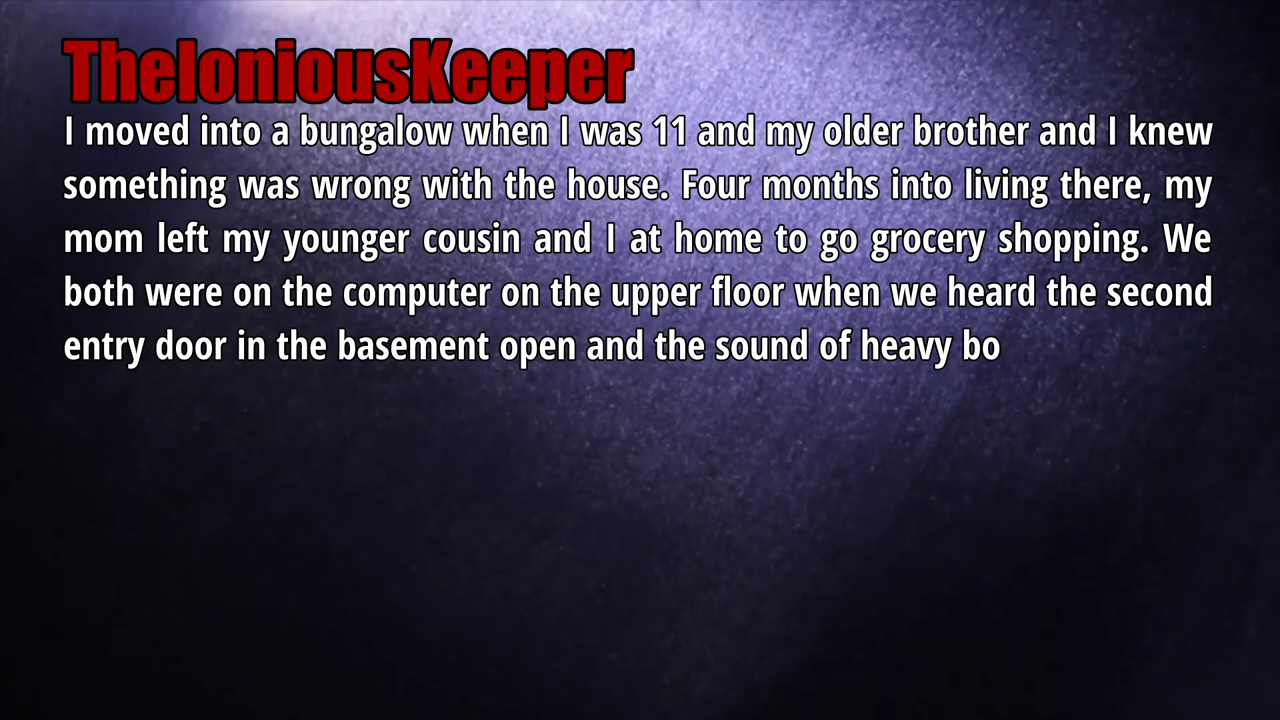 TheloniousKeeper
I moved into a bungalow when I was 11 and my older brother and I knew
something was wrong with the house. Four months into living there, my
mom left my younger cousin and I at home to go grocery shopping. We
both were on the computer on the upper floor when we heard the second
entry door in the basement open and the sound of heavy bo